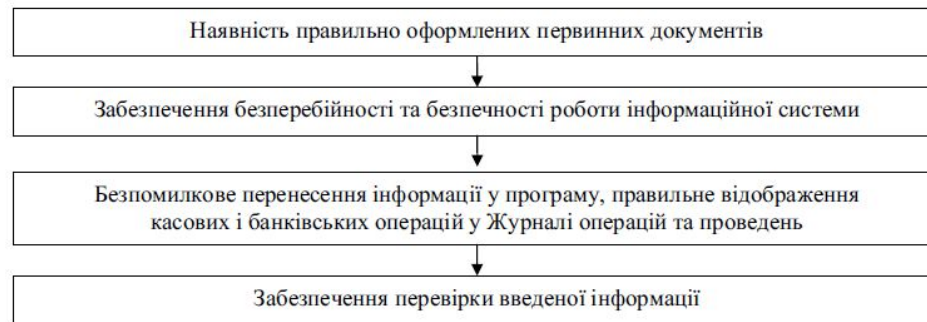 Наявність правильно оформлених первинних документів
Забезпечення безперебійності та безпечності роботи інформаційної системи
Безпомилкове перенесення інформації у програму, правильне відображення
касових і банківських операцій у Журналі операцій та проведень
Забезпечення перевірки введеної інформації